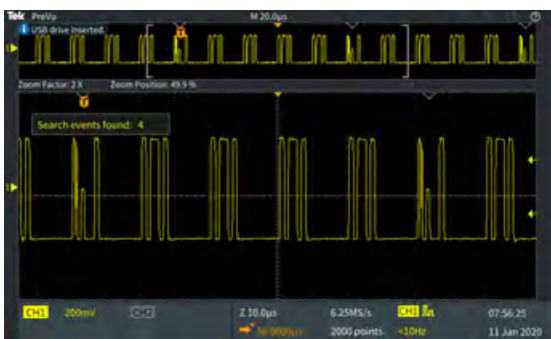 Tek PreVu M 20.0µs
USB drive Inserted.
Zoom Factor: 2 X Zoom Position: 49.9 %
Search events found: 4
CH1 200mV CH2 Z 10.0µs 6.25MS/s CH1 07:56:25
2000 points <10Hz 11 Jan 2020